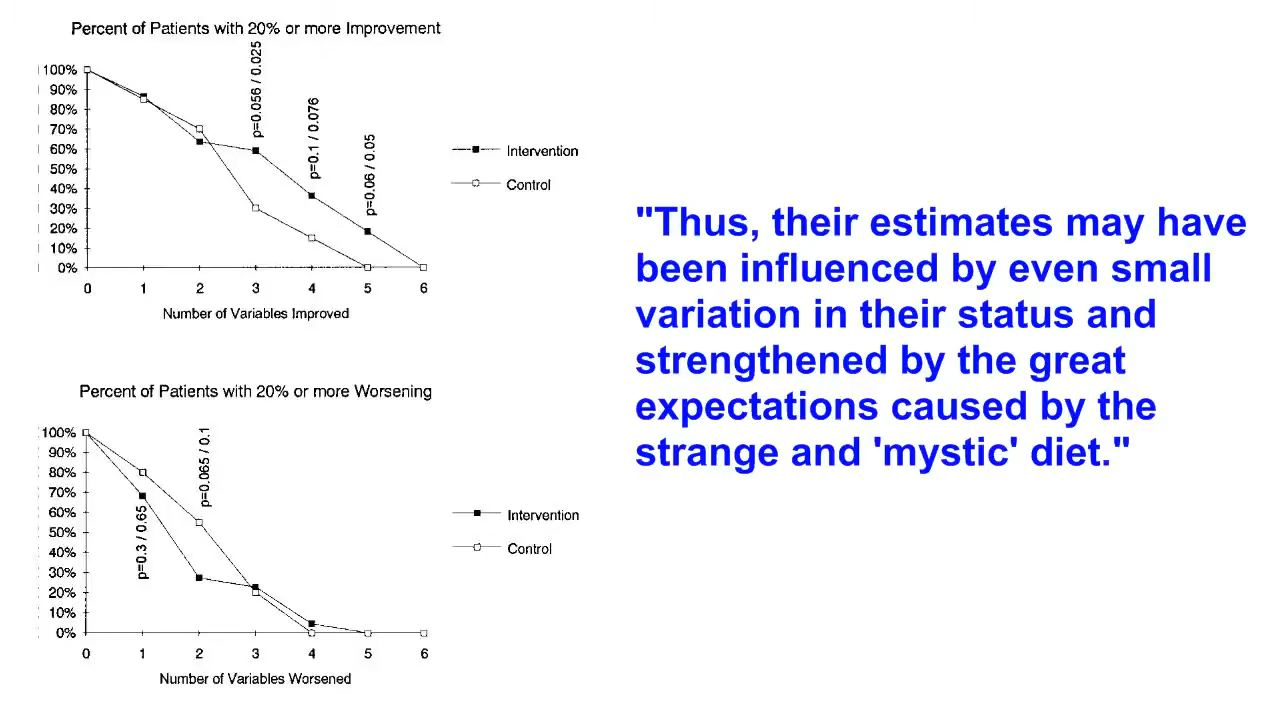 Percent of Patients with 20% or more Improvement
100%
90%
80%
70%
60%
50%
40%
30%
20%
10%
0%
p=0.056 / 0.025
p=0.1 / 0.076
p=0.06 / 0.05
Intervention
Control
0 1 2 3 4 5 6
Number of Variables Improved
"Thus, their estimates may have
been influenced by even small
variation in their status and
strengthened by the great
expectations caused by the
strange and 'mystic' diet."
Percent of Patients with 20% or more Worsening
100%
90%
80%
70%
60%
50%
40%
30%
20%
10%
0%
p=0.3 / 0.65
p=0.065 / 0.1
Intervention
Control
0 1 2 3 4 5 6
Number of Variables Worsened